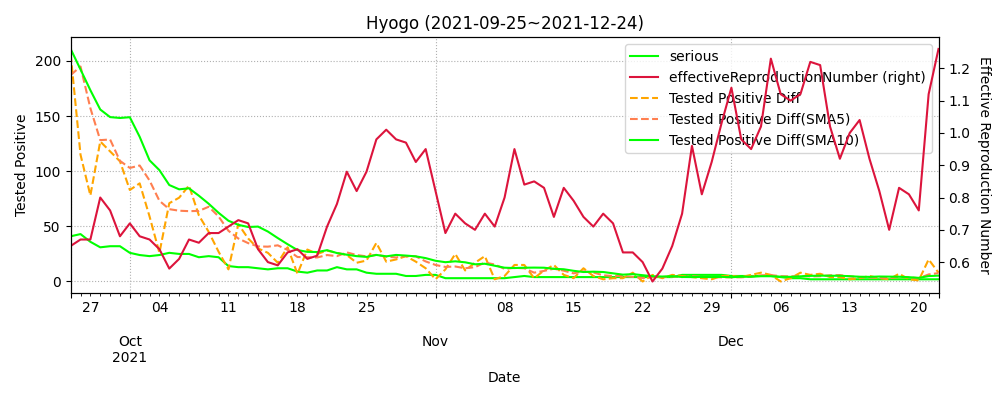 Hyogo (2021-09-25~2021-12-24)
serious
effectiveReproductionNumber (right)
Tested Positive Diff
Tested Positive Diff(SMA5)
Tested Positive Diff(SMA10)
Tested Positive
200
150
100
50
0
1.2
1.1
1.0
0.9
0.8
0.7
0.6
Effective Reproduction Number
27 04 11 18 25 08 15 22 29 06 13 20
Oct Nov Dec
2021
Date